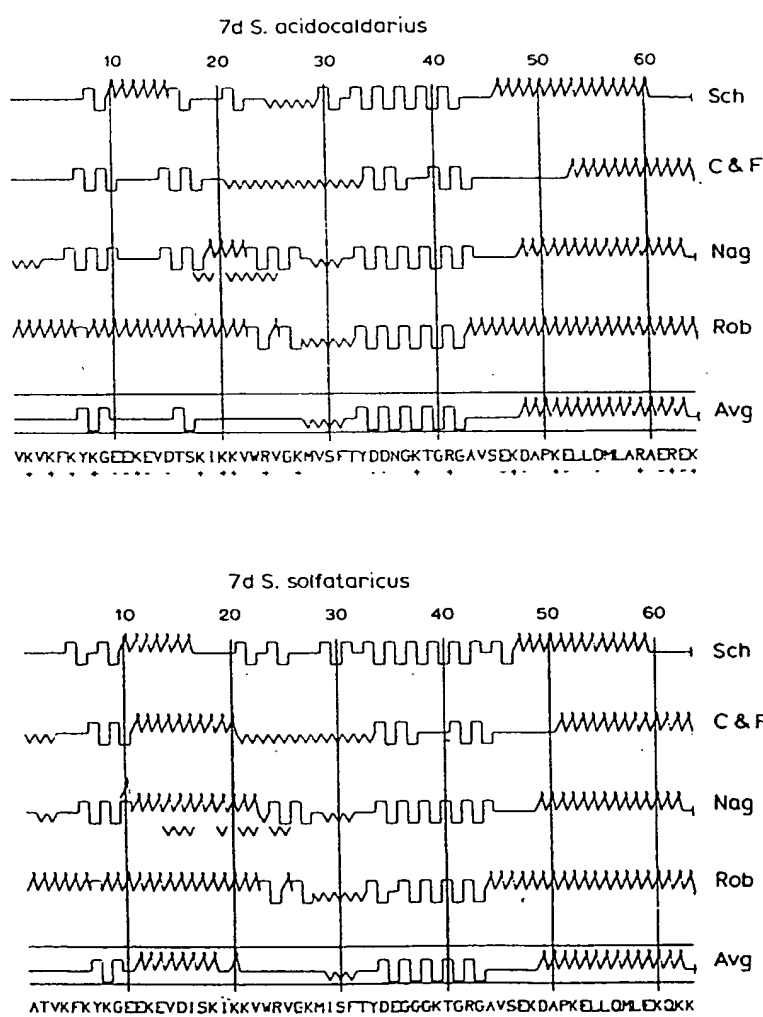 7d S. acidocaldarius
10 20 30 40 50 60
Sch
C & F
Nag
Rob
Avg
VKVKFKYKGEEKEVDTSKIKKVWRVGKMVSFTYDDNGKTGRGAVSEKDAPKELLDMLARAEREK
7d S. solfataricus
10 20 30 40 50 60
Sch
C & F
Nag
Rob
Avg
ATVKFKYKGEEKEVDISKIKKVWRVGKMISFTYDEGGGKTGRGAVSEKDAPKELLQMLEKQKK